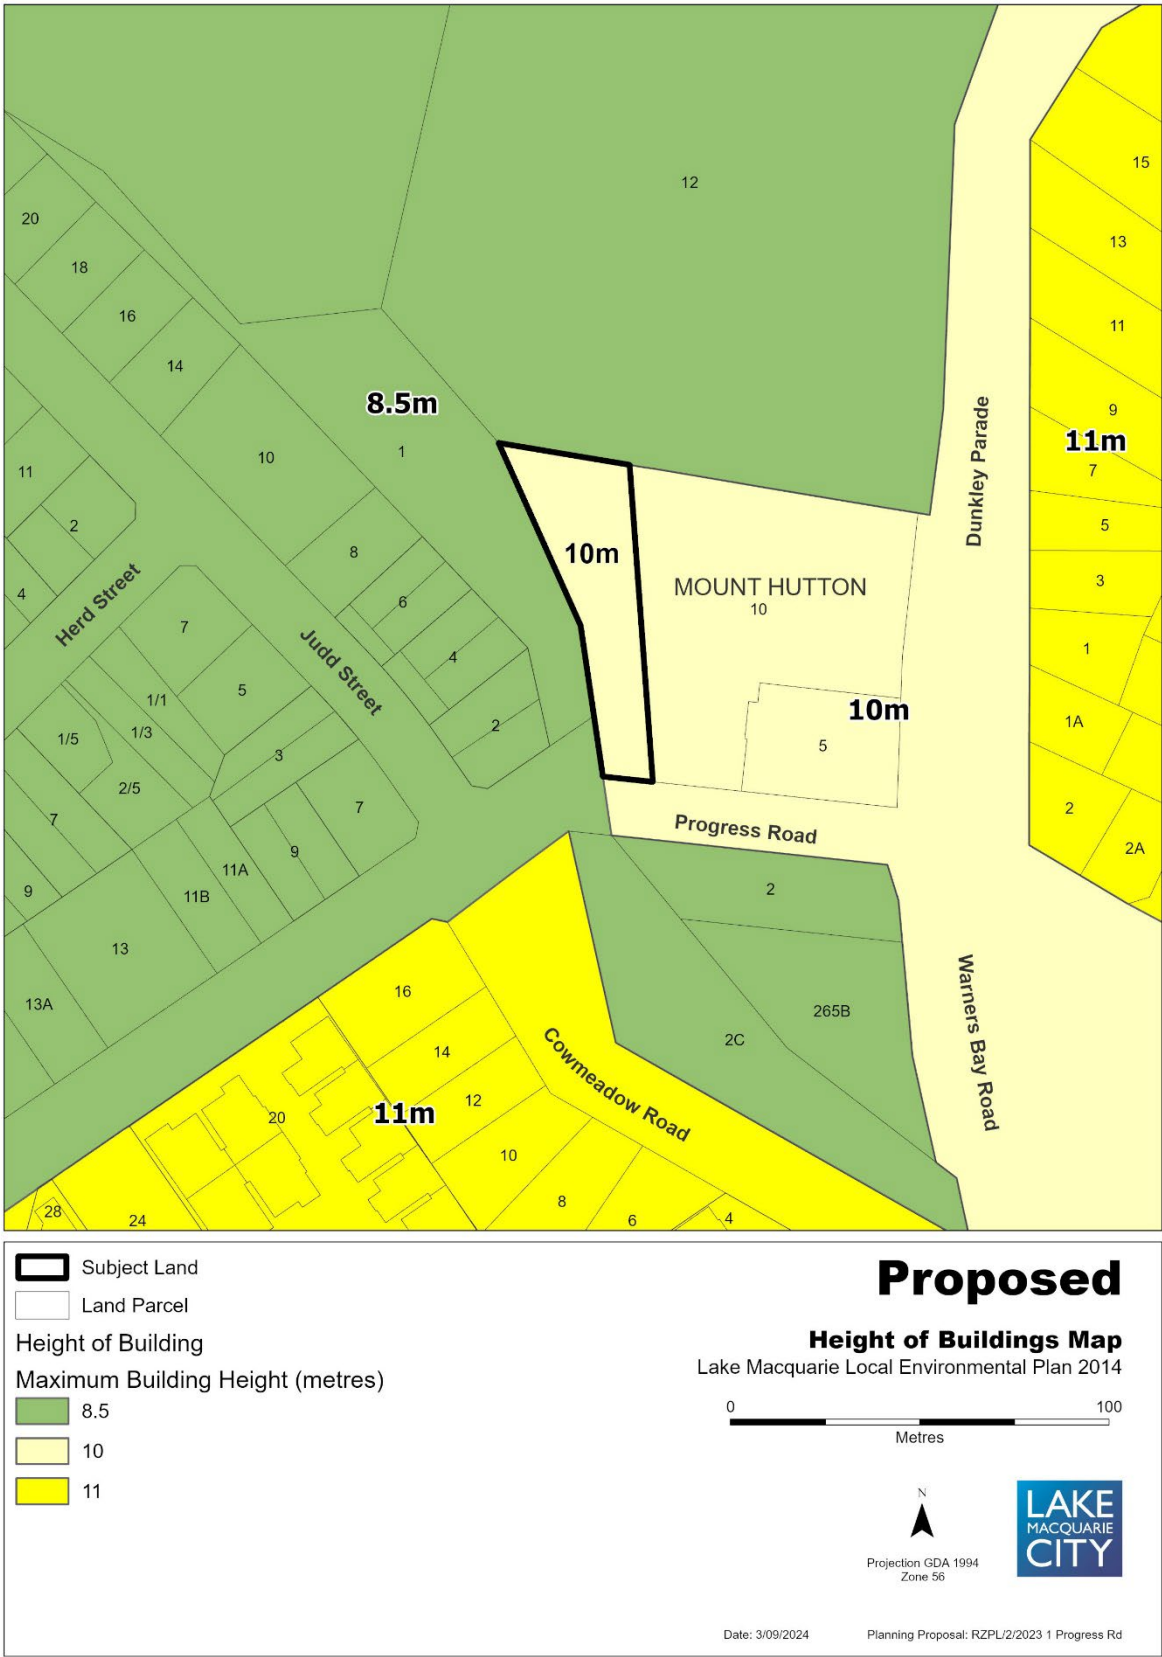 12
15
20
13
18
16
11
14
8.5m
9
1
11m
10
7
11
5
2
8
10m
3
MOUNT HUTTON
10
4
6
Dunkley Parade
Herd Street
7
1
4
Judd Street
5
1/1
10m
1A
2
1/5
1/3
5
3
2/5
7
2
7
Progress Road
2A
9
11A
2
9
11B
13
16
13A
265B
2C
14
Cowmeadow Road
Warners Bay Road
12
11m
20
10
8
28
24
6
4
Subject Land
Land Parcel
Height of Building
Maximum Building Height (metres)
8.5
10
11
Proposed
Height of Buildings Map
Lake Macquarie Local Environmental Plan 2014
0 100
Metres
N
Projection GDA 1994
Zone 56
LAKE
MACQUARIE
CITY
Date: 3/09/2024
Planning Proposal: RZPL/2/2023 1 Progress Rd